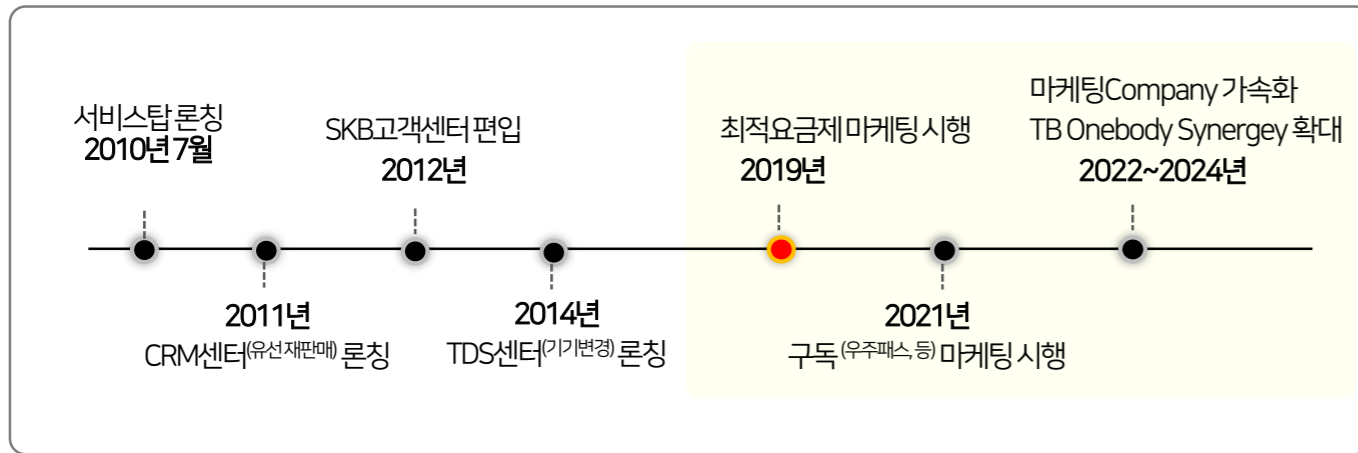 서비스탑 론칭
2010년 7월
SKB고객센터 편입
2012년
최적요금제 마케팅 시행
2019년
마케팅Company 가속화
TB Onebody Synergey 확대
2022~2024년
2011년
CRM센터(유선 재판매) 론칭
2014년
TDS센터(기기변경) 론칭
2021년
구독 (우주패스, 등) 마케팅 시행